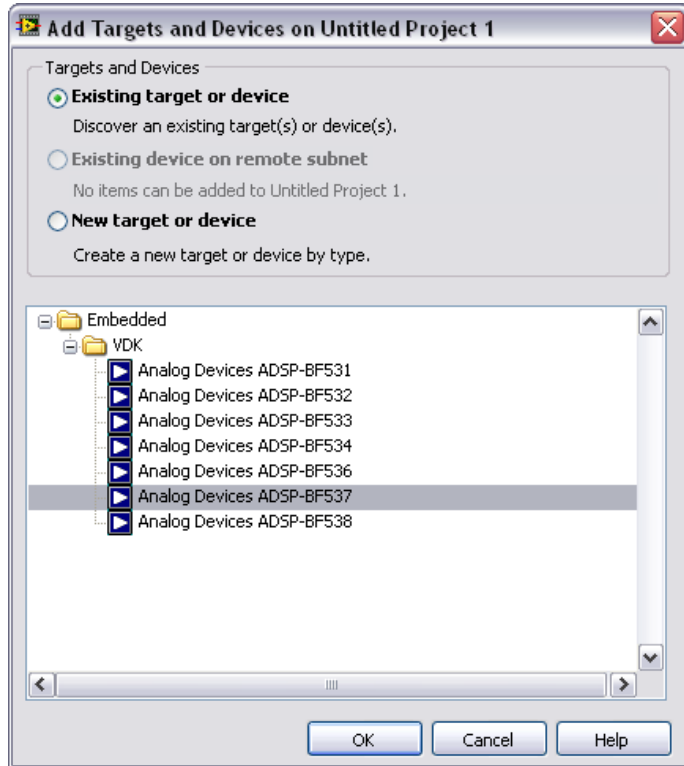 Add Targets and Devices on Untitled Project 1
Targets and Devices
Existing target or device
Discover an existing target(s) or device(s).
Existing device on remote subnet
No items can be added to Untitled Project 1.
New target or device
Create a new target or device by type.
Embedded
VDK
Analog Devices ADSP-BF531
Analog Devices ADSP-BF532
Analog Devices ADSP-BF533
Analog Devices ADSP-BF534
Analog Devices ADSP-BF536
Analog Devices ADSP-BF537
Analog Devices ADSP-BF538
OK Cancel Help